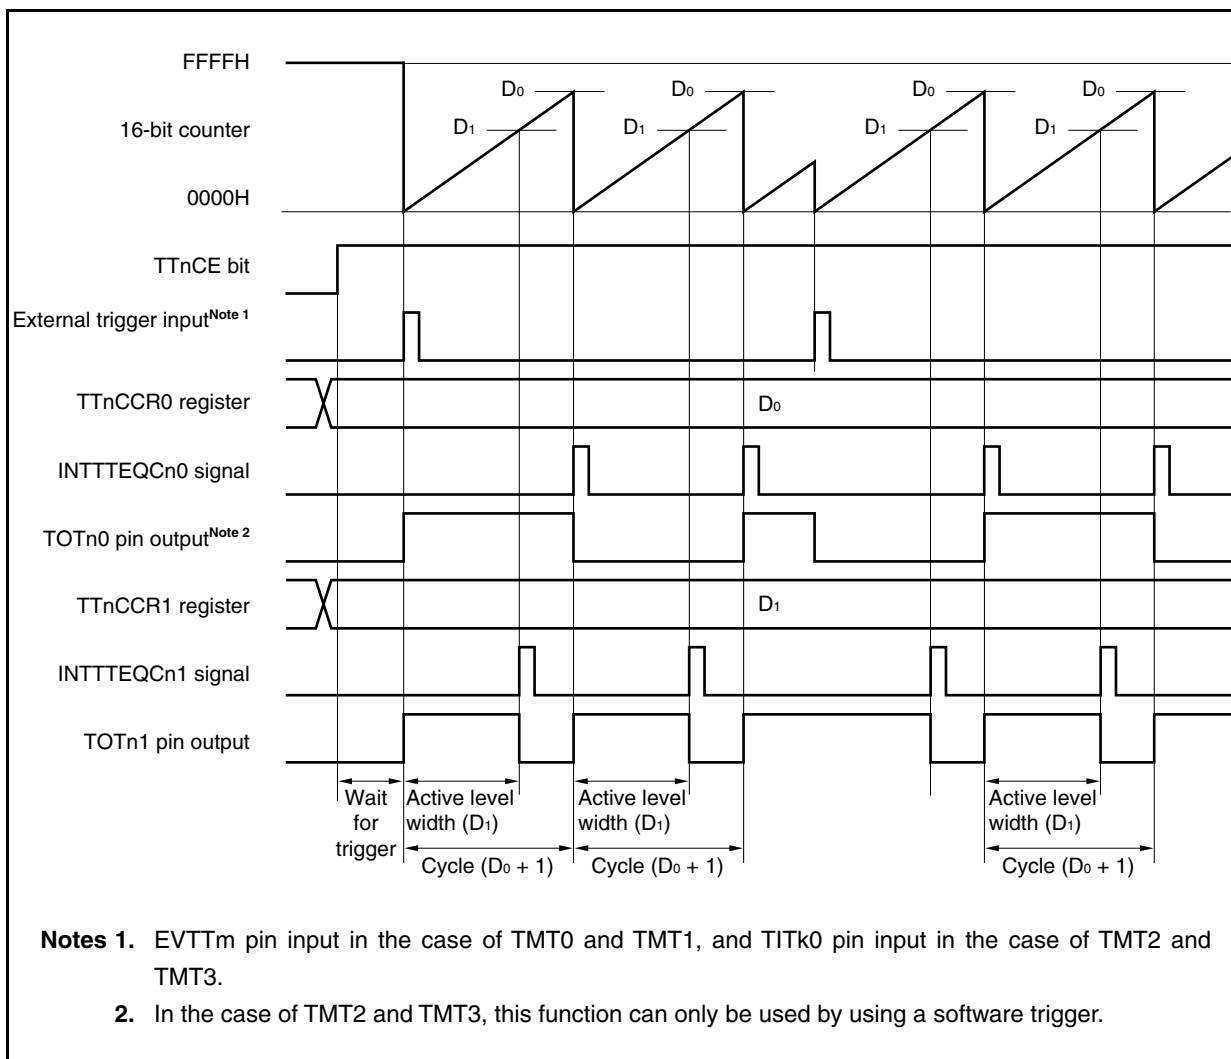 FFFFH
D0 D0 D0 D0
16-bit counter D1 D1 D1 D1
0000H
TTnCE bit
External trigger inputNote 1
TTnCCR0 register D0
INTTTEQCn0 signal
TOTn0 pin outputNote 2
TTnCCR1 register D1
INTTTEQCn1 signal
TOTn1 pin output
Wait
for
trigger
Active level
width (D1)
Active level
width (D1)
Active level
width (D1)
Cycle (D0 + 1) Cycle (D0 + 1) Cycle (D0 + 1)
Notes 1. EVTTm pin input in the case of TMT0 and TMT1, and TITk0 pin input in the case of TMT2 and
TMT3.
2. In the case of TMT2 and TMT3, this function can only be used by using a software trigger.